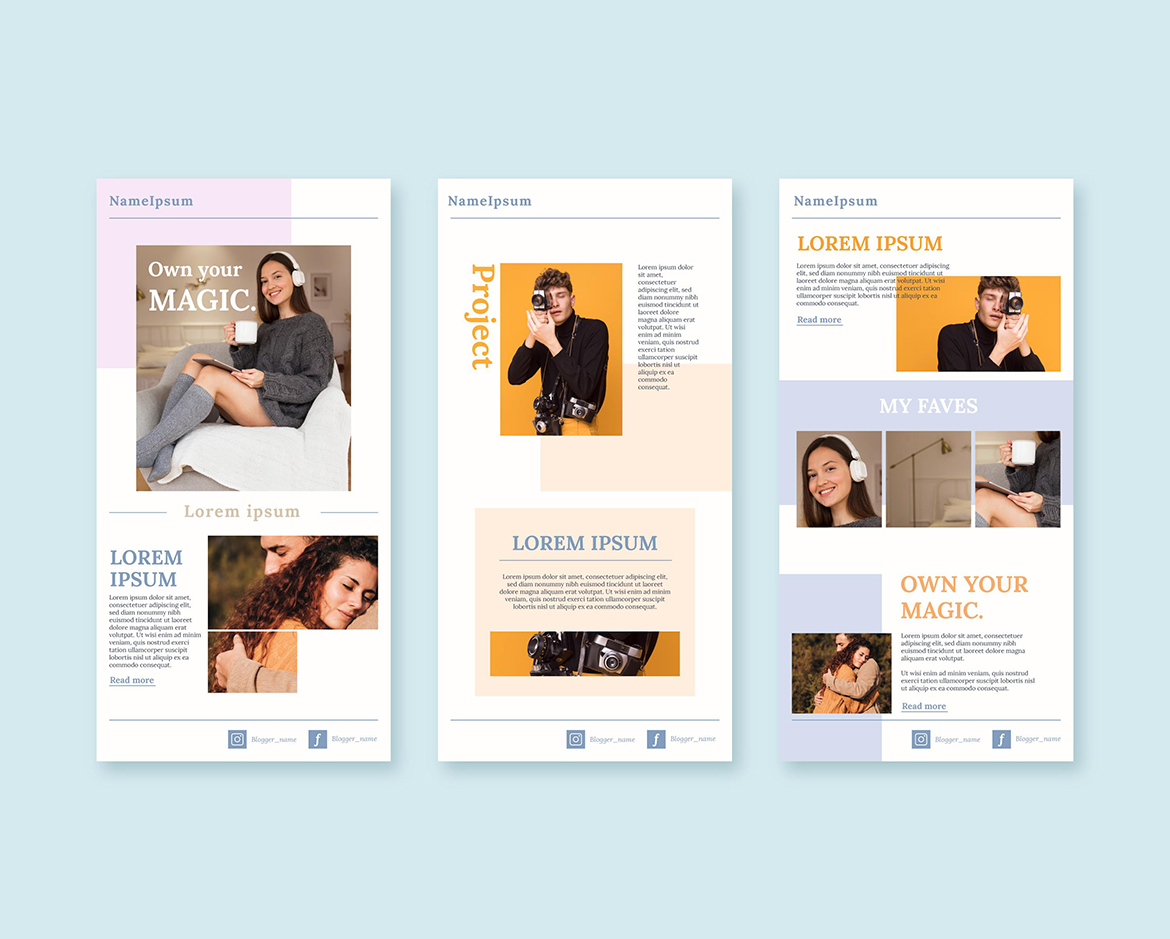 NameIpsum
Own your
MAGIC.
Lorem ipsum
LOREM
IPSUM
Lorem ipsum dolor sit amet,
consectetuer adipiscing elit,
sed diam nonummy nibh
euismod tincidunt ut laoreet
dolore magna aliquam erat
volutpat. Ut wisi enim ad minim
veniam, quis nostrud exerci
tation ullamcorper suscipit
lobortis nisl ut aliquip ex ea
commodo consequat.
Read more
Blogger_name
Blogger_name
NameIpsum
Project
Lorem ipsum dolor
sit amet,
consectetuer
adipiscing elit, sed
diam nonummy nibh
euismod tincidunt ut
laoreet dolore
magna aliquam erat
volutpat. Ut wisi
enim ad minim
veniam, quis nostrud
exerci tation
ullamcorper suscipit
lobortis nisl ut
aliquip ex ea
commodo
consequat.
LOREM IPSUM
Lorem ipsum dolor sit amet, consectetuer adipiscing elit,
sed diam nonummy nibh euismod tincidunt ut laoreet
dolore magna aliquam erat volutpat. Ut wisi enim ad minim
veniam, quis nostrud exerci tation ullamcorper suscipit
lobortis nisl ut aliquip ex ea commodo consequat.
Blogger_name
Blogger_name
NameIpsum
LOREM IPSUM
Lorem ipsum dolor sit amet, consectetuer adipiscing
elit, sed diam nonummy nibh euismod tincidunt ut
laoreet dolore magna aliquam erat volutpat. Ut wisi
enim ad minim veniam, quis nostrud exerci tation
ullamcorper suscipit lobortis nisl ut aliquip ex ea
commodo consequat.
Read more
MY FAVES
OWN YOUR
MAGIC.
Lorem ipsum dolor sit amet, consectetuer
euismod tincidunt ut laoreet dolore magna
aliquam erat volutpat.
Ut wisi enim ad minim veniam, quis nostrud
exerci tation ullamcorper suscipit lobortis nisl
ut aliquip ex ea commodo consequat.
Read more
Blogger_name
Blogger_name